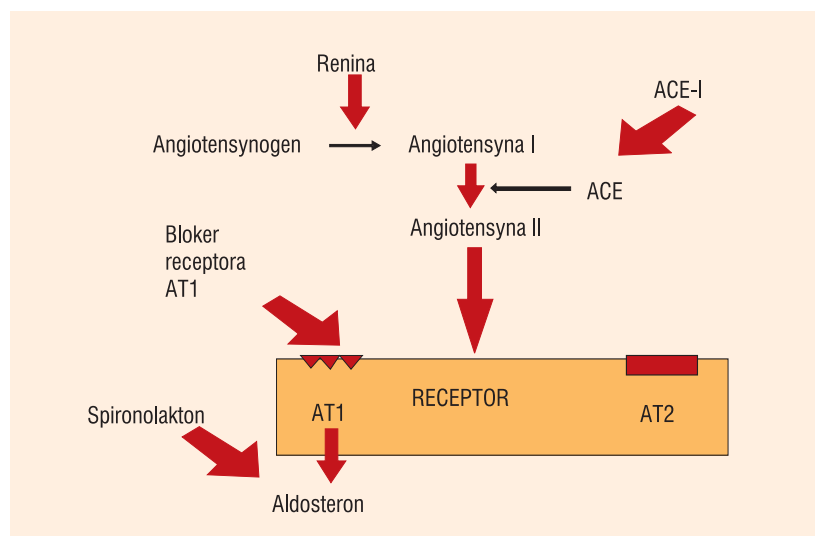 Renina
ACE-I
Angiotensynogen
Angiotensyna I
ACE
Angiotensyna II
Bloker
receptora
AT1
RECEPTOR
AT1
AT2
Spironolakton
Aldosteron